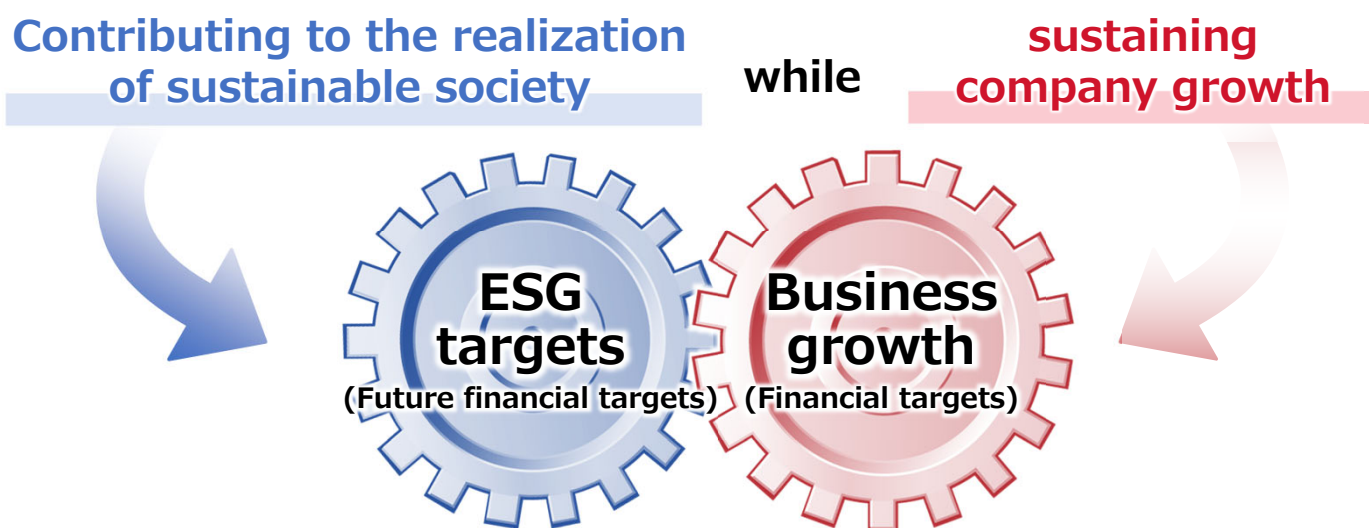 Contributing to the realization
of sustainable society
while
sustaining
company growth
ESG
targets
(Future financial targets)
Business
growth
(Financial targets)